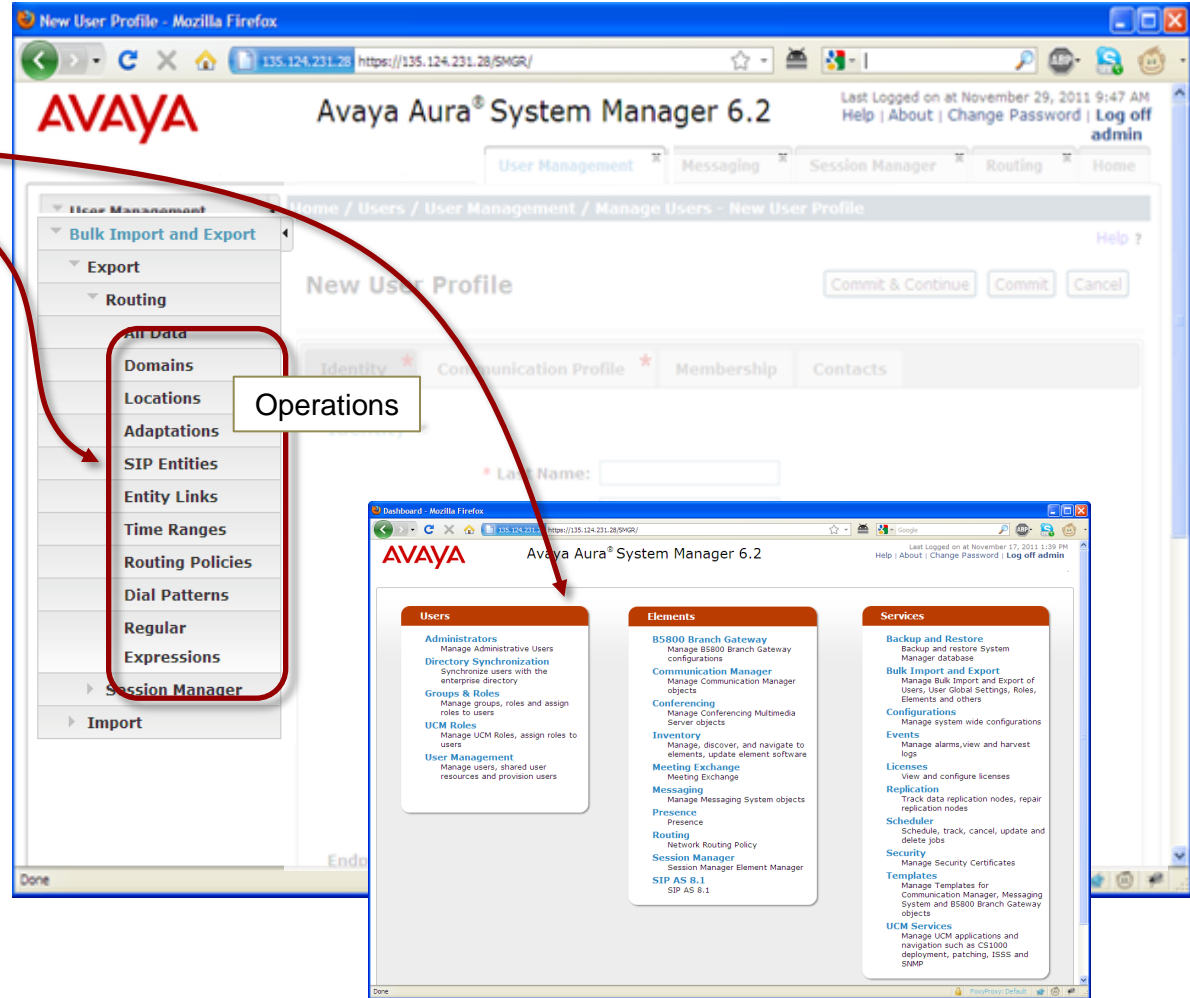 New User Profile - Mozilla Firefox
135.124.231.28 https://135.124.231.28/SMGR/
AVAYA
Avaya Aura® System Manager 6.2
Last Logged on at November 29, 2011 9:47 AM
Help | About | Change Password | Log off
admin
User Management
Messaging
Session Manager
Routing
Home
User Management
Home / Users / User Management / Manage Users - New User Profile
Bulk Import and Export
Help ?
Export
New User Profile
Commit & Continue
Commit
Cancel
Routing
All Data
Domains
Identity *
Communication Profile *
Membership
Contacts
Locations
Operations
Adaptations
SIP Entities
* Last Name:
Entity Links
Time Ranges
Routing Policies
Dial Patterns
Regular
Expressions
Session Manager
Import
Done
Dashboard - Mozilla Firefox
https://135.124.231.28/SMGR/
Google
AVAYA
Avaya Aura® System Manager 6.2
Last Logged on at November 17, 2011 1:39 PM
Help | About | Change Password | Log off admin
Users
Administrators
Manage Administrative Users
Directory Synchronization
Synchronize users with the
enterprise directory
Groups & Roles
Manage groups, roles and assign
roles to users
UCM Roles
Manage UCM Roles, assign roles to
users
User Management
Manage users, shared user
resources and provision users
Elements
B5800 Branch Gateway
Manage B5800 Branch Gateway
configurations
Communication Manager
Manage Communication Manager
objects
Conferencing
Manage Conferencing Multimedia
Server objects
Inventory
Manage, discover, and navigate to
elements, update element software
Meeting Exchange
Meeting Exchange
Messaging
Manage Messaging System objects
Presence
Presence
Routing
Network Routing Policy
Session Manager
Session Manager Element Manager
SIP AS 8.1
SIP AS 8.1
Services
Backup and Restore
Backup and restore System
Manager database
Bulk Import and Export
Manage Bulk Import and Export of
Users, User Global Settings, Roles,
Elements and others
Configurations
Manage system wide configurations
Events
Manage alarms,view and harvest
logs
Licenses
View and configure licenses
Replication
Track data replication nodes, repair
replication nodes
Scheduler
Schedule, track, cancel, update and
delete jobs
Security
Manage Security Certificates
Templates
Manage Templates for
Communication Manager, Messaging
System and B5800 Branch Gateway
objects
UCM Services
Manage UCM applications and
navigation such as CS1000
deployment, patching, ISSS and
SNMP
Done
FoxyProxy: Default